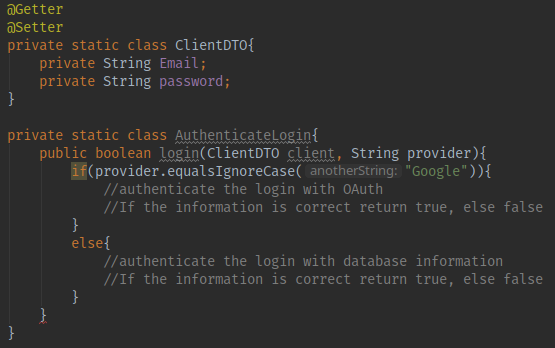 @Getter
@Setter
private static class ClientDTO{
    private String Email;
    private String password;
}

private static class AuthenticateLogin{
    public boolean login(ClientDTO client, String provider){
        if(provider.equalsIgnoreCase( anotherString: "Google")){
            //authenticate the login with OAuth
            //If the information is correct return true, else false
        }
        else{
            //authenticate the login with database information
            //If the information is correct return true, else false
        }
    }
}